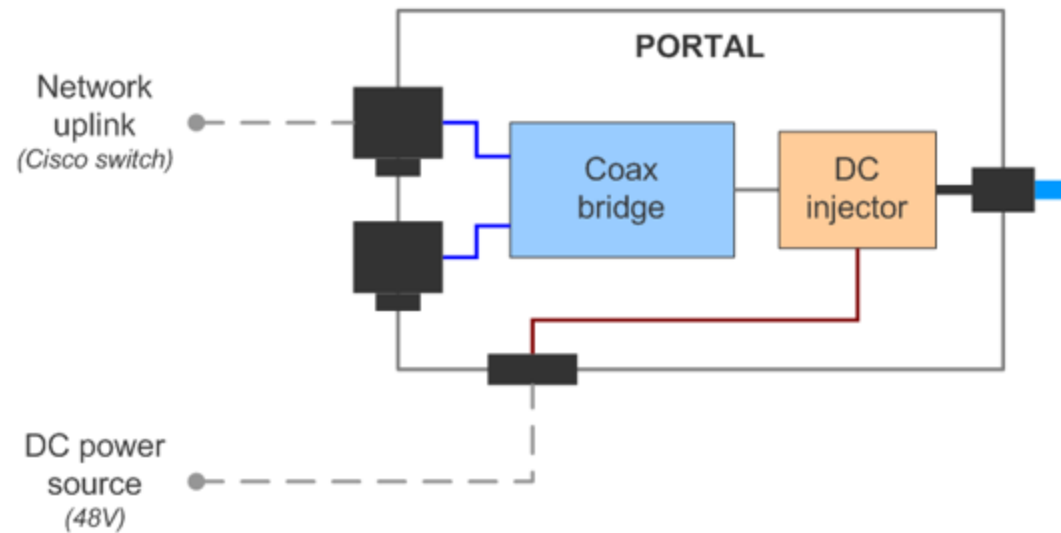 PORTAL
Network
uplink
(Cisco switch)
Coax
bridge
DC
injector
DC power
source
(48V)